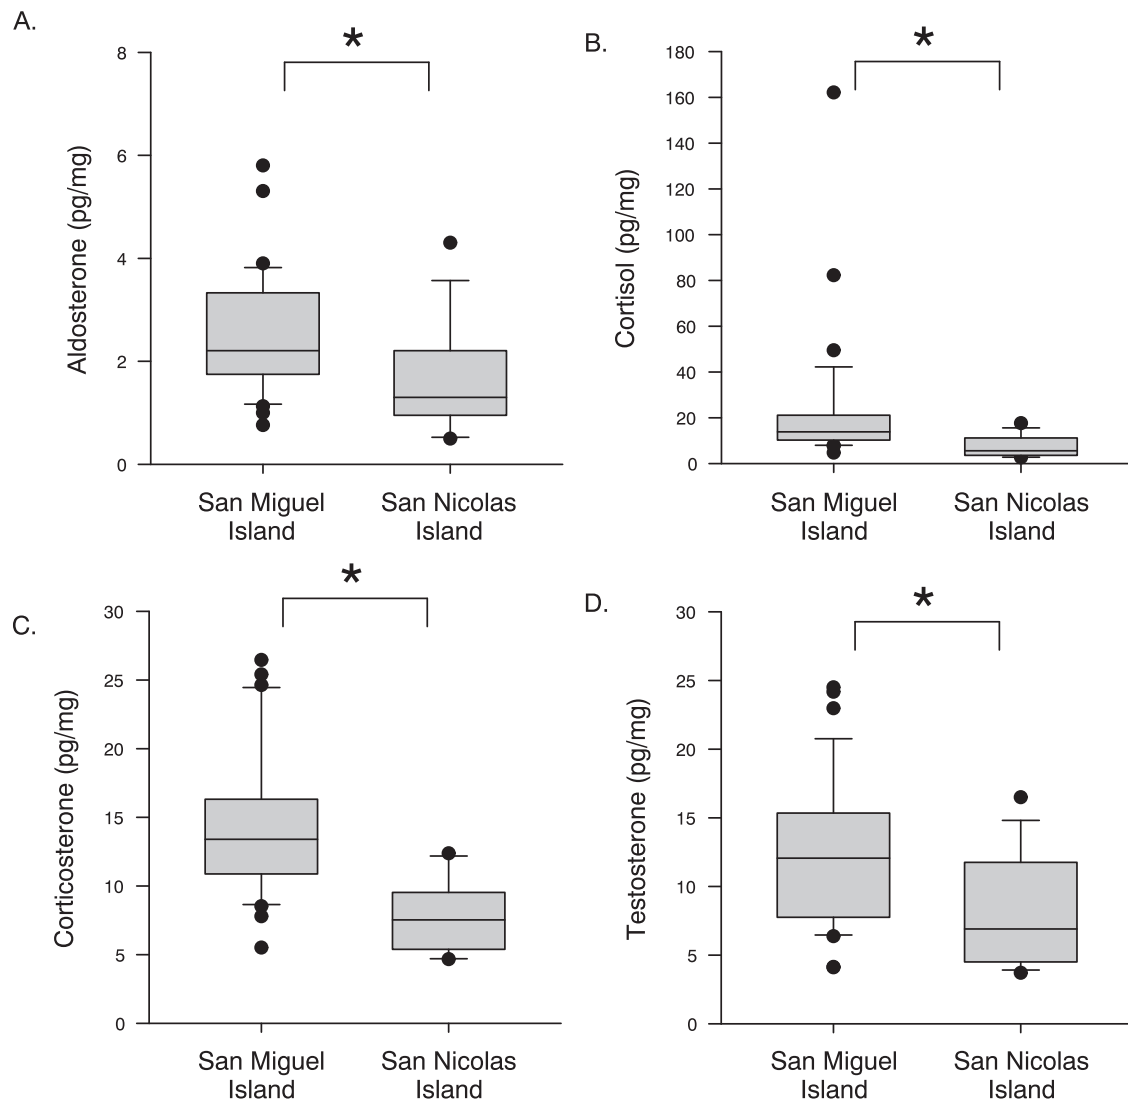 A.
*
8
6
4
2
0
Aldosterone (pg/mg)
San Miguel
Island
San Nicolas
Island
B.
*
180
160
140
120
100
80
60
40
20
0
Cortisol (pg/mg)
San Miguel
Island
San Nicolas
Island
C.
*
30
25
20
15
10
5
0
Corticosterone (pg/mg)
San Miguel
Island
San Nicolas
Island
D.
*
30
25
20
15
10
5
0
Testosterone (pg/mg)
San Miguel
Island
San Nicolas
Island